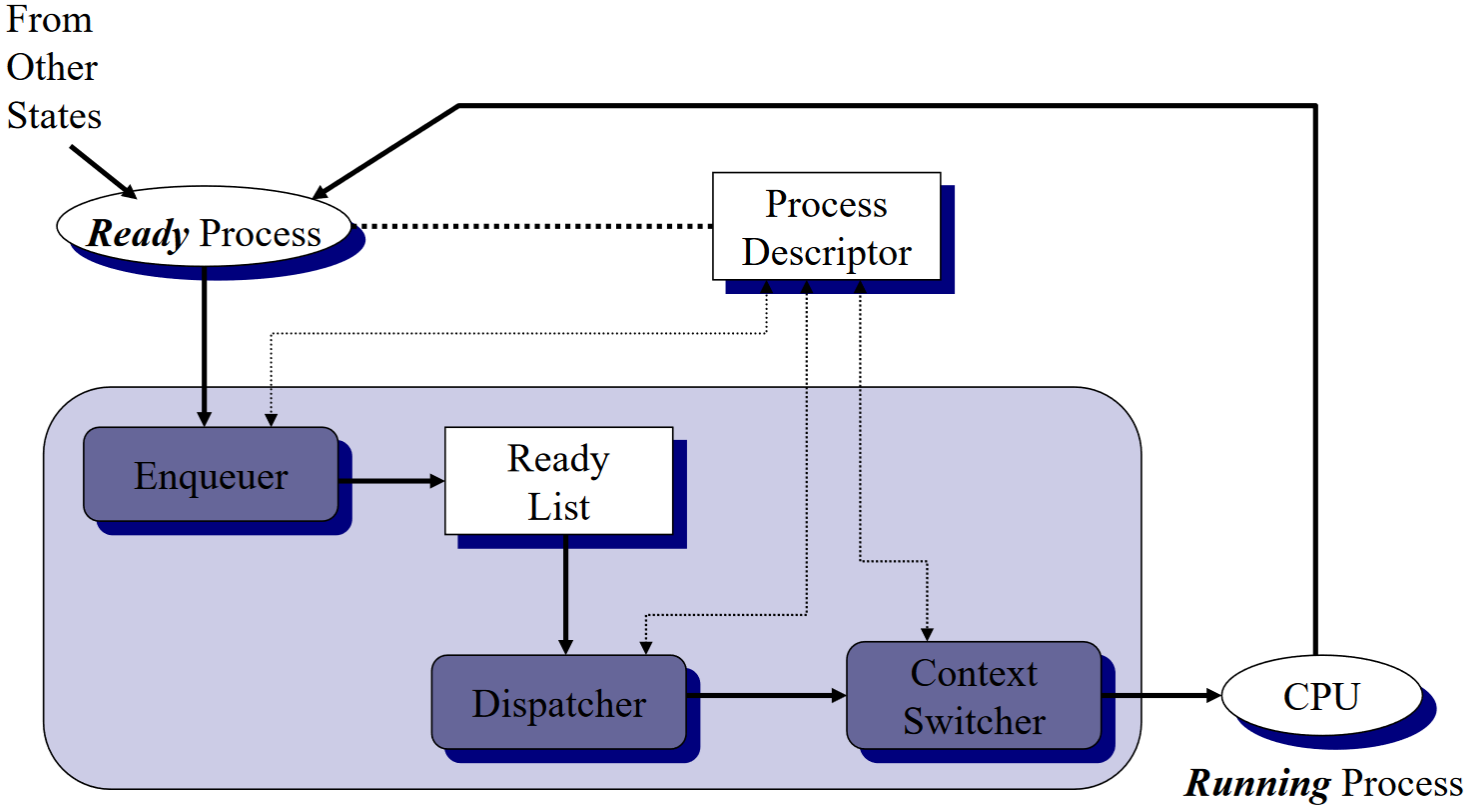 From
Other
States
Ready Process
Process
Descriptor
Enqueuer
Ready
List
Dispatcher
Context
Switcher
CPU
Running Process